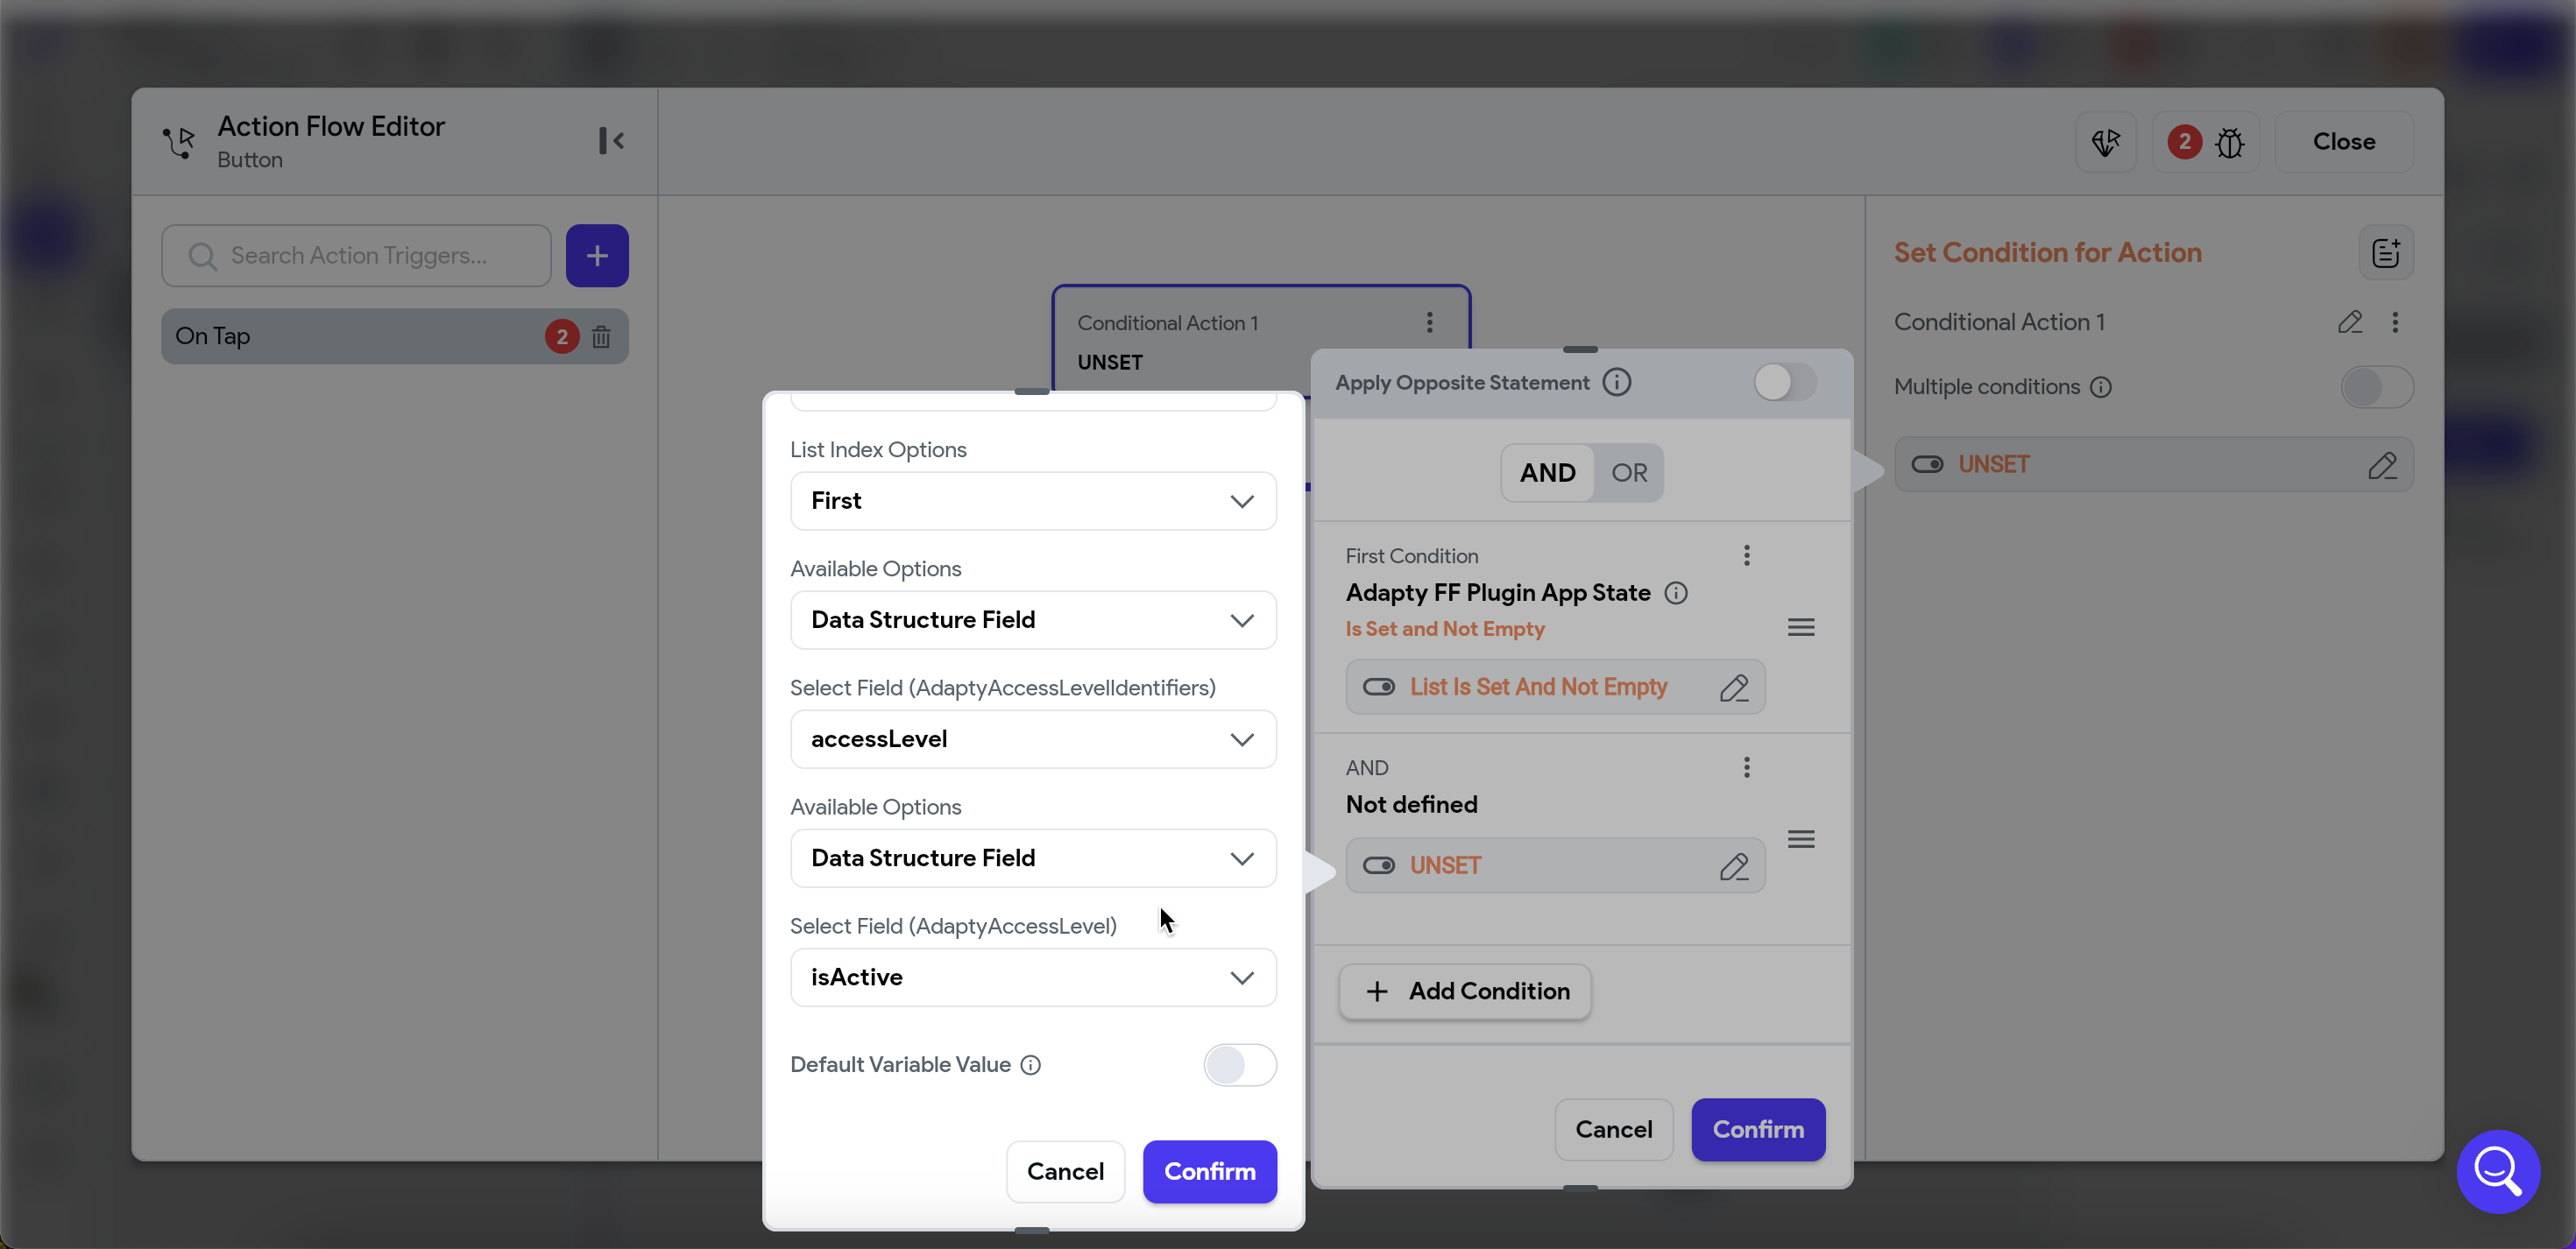 Action Flow Editor
Button
2
Close
Search Action Triggers...
On Tap
2
Conditional Action 1
UNSET
List Index Options
First
Available Options
Data Structure Field
Select Field (AdaptyAccessLevelIdentifiers)
accessLevel
Available Options
Data Structure Field
Select Field (AdaptyAccessLevel)
isActive
Default Variable Value
Cancel
Confirm
Apply Opposite Statement
AND
OR
First Condition
Adapty FF Plugin App State
Is Set and Not Empty
List Is Set And Not Empty
AND
Not defined
UNSET
Add Condition
Cancel
Confirm
Set Condition for Action
Conditional Action 1
Multiple conditions
UNSET